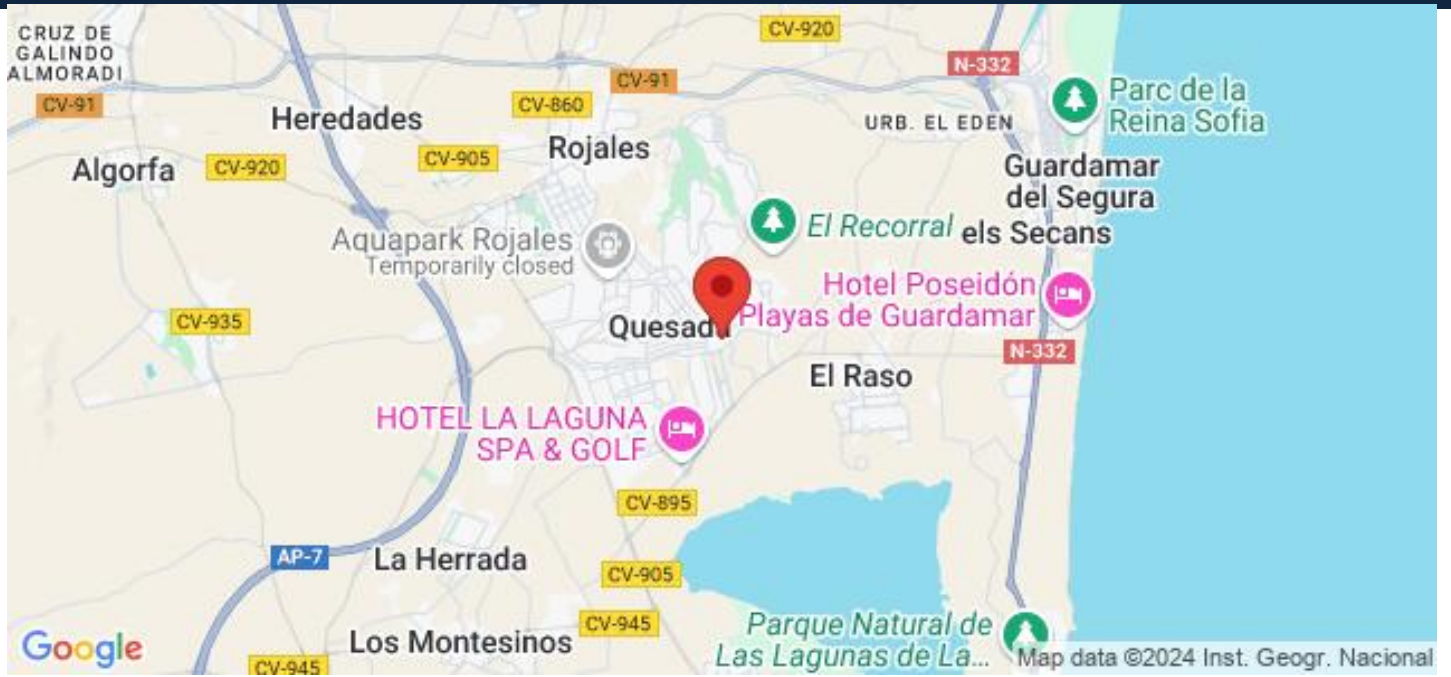 CRUZ DE
GALINDO
ALMORADI
CV-91
Algorfa
CV-920
Heredades
CV-860
CV-905
Rojales
CV-91
CV-920
N-332
URB. EL EDEN
Parc de la
Reina Sofia
Guardamar
del Segura
els Secans
El Recorral
Aquapark Rojales
Temporarily closed
CV-935
Quesada
Hotel Poseidón
Playas de Guardamar
N-332
El Raso
HOTEL LA LAGUNA
SPA & GOLF
CV-895
AP-7
La Herrada
CV-905
CV-945
Los Montesinos
CV-945
Parque Natural de
Las Lagunas de La...
Google
Map data ©2024 Inst. Geogr. Nacional